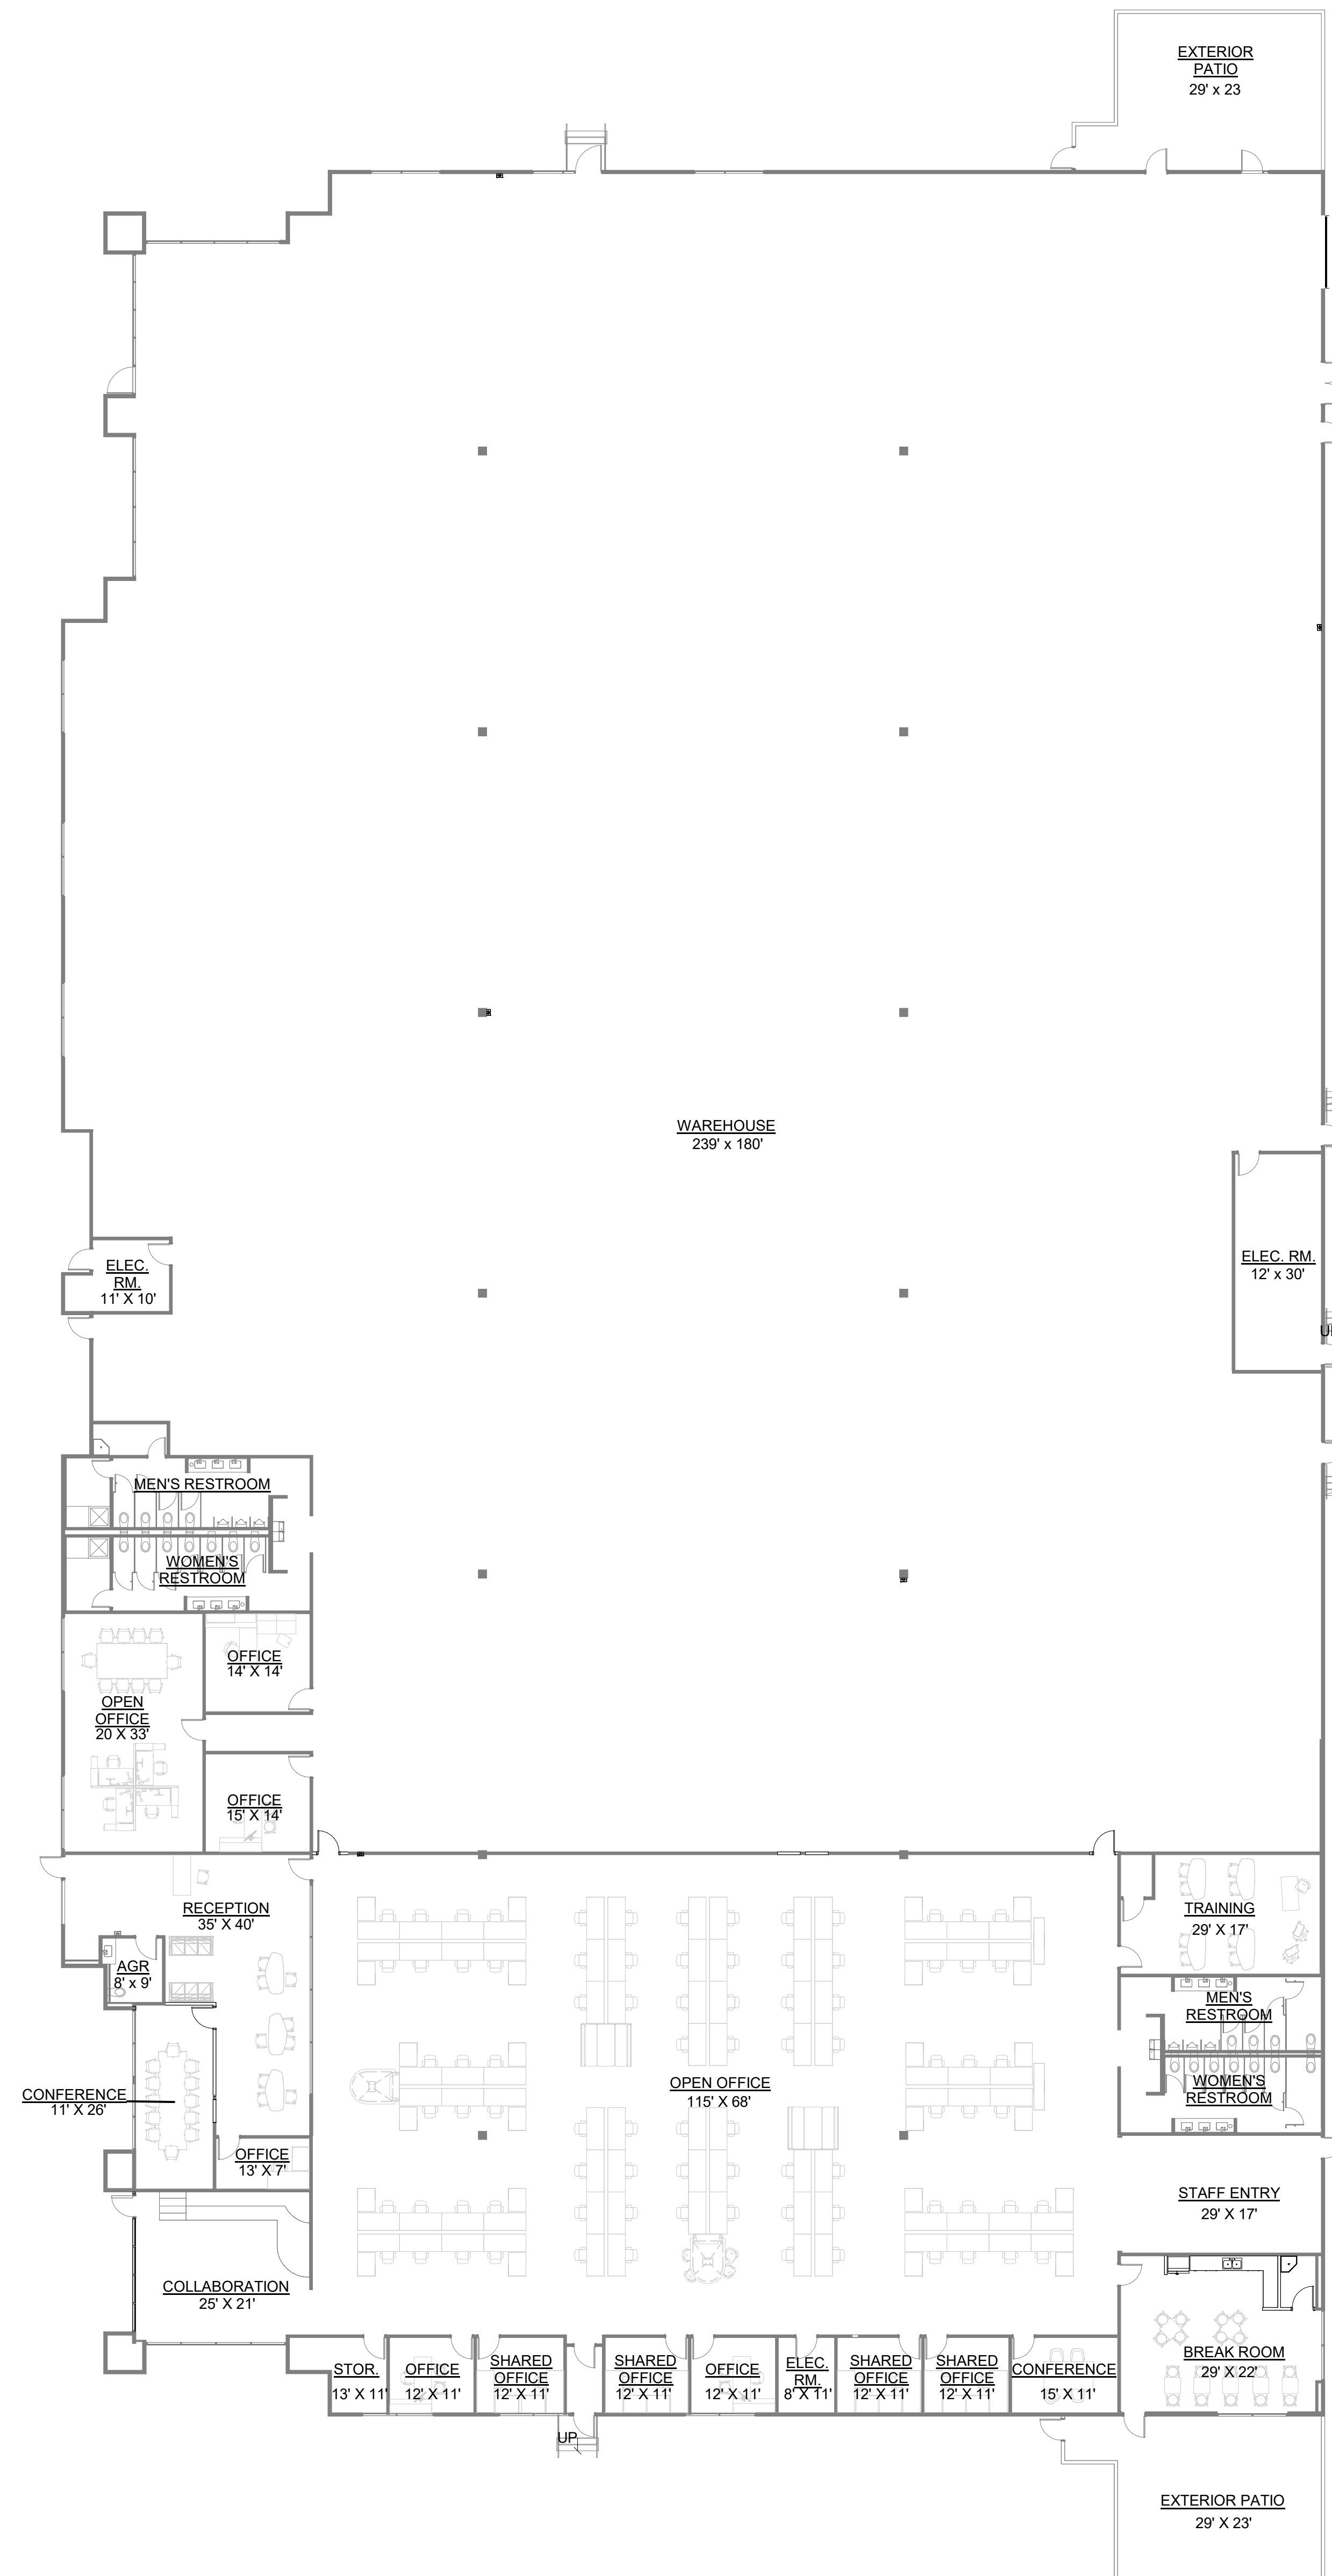 EXTERIOR
PATIO
29' x 23
WAREHOUSE
239' x 180'
ELEC.
RM.
11' X 10'
ELEC. RM.
12' x 30'
MEN'S RESTROOM
WOMEN'S
RESTROOM
OFFICE
14' X 14'
OPEN
OFFICE
20 X 33'
OFFICE
15' X 14'
RECEPTION
35' X 40'
TRAINING
29' X 17'
AGR
8' x 9'
MEN'S
RESTROOM
OPEN OFFICE
115' X 68'
WOMEN'S
RESTROOM
CONFERENCE
11' X 26'
OFFICE
13' X 7'
STAFF ENTRY
29' X 17'
COLLABORATION
25' X 21'
STOR.
13' X 11'
OFFICE
12' X 11'
SHARED
OFFICE
12' X 11'
SHARED
OFFICE
12' X 11'
OFFICE
12' X 11'
ELEC.
RM.
8' X 11'
SHARED
OFFICE
12' X 11'
SHARED
OFFICE
12' X 11'
CONFERENCE
15' X 11'
BREAK ROOM
29' X 22'
UP
EXTERIOR PATIO
29' X 23'